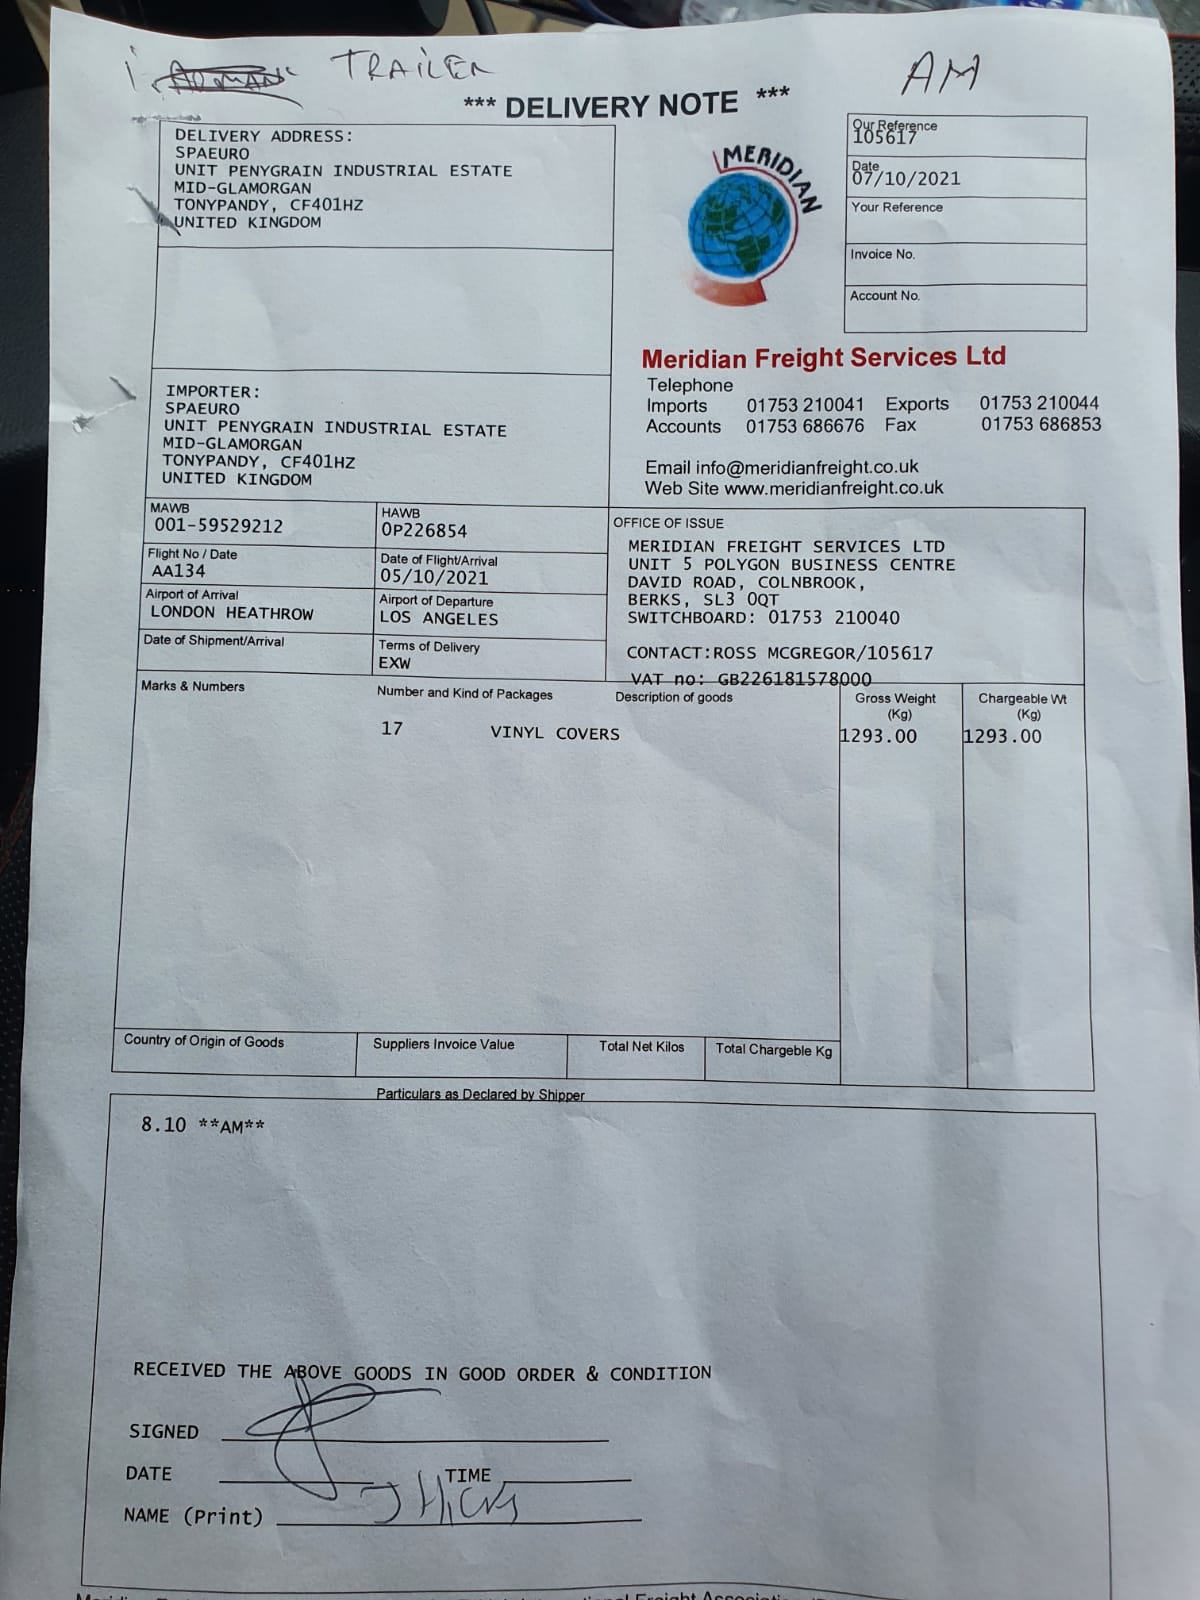 TRAILER
AM
*** DELIVERY NOTE ***
DELIVERY ADDRESS:
SPAEURO
UNIT PENYGRAIN INDUSTRIAL ESTATE
MID-GLAMORGAN
TONYPANDY, CF401HZ
UNITED KINGDOM
MERIDIAN
Our Reference
105617
Date
07/10/2021
Your Reference
Invoice No.
Account No.
Meridian Freight Services Ltd
Telephone
Imports 01753 210041 Exports 01753 210044
Accounts 01753 686676 Fax 01753 686853
Email info@meridianfreight.co.uk
Web Site www.meridianfreight.co.uk
IMPORTER:
SPAEURO
UNIT PENYGRAIN INDUSTRIAL ESTATE
MID-GLAMORGAN
TONYPANDY, CF401HZ
UNITED KINGDOM
MAWB
001-59529212
HAWB
0P226854
Flight No / Date
AA134
Date of Flight/Arrival
05/10/2021
Airport of Arrival
LONDON HEATHROW
Airport of Departure
LOS ANGELES
Date of Shipment/Arrival
Terms of Delivery
EXW
OFFICE OF ISSUE
MERIDIAN FREIGHT SERVICES LTD
UNIT 5 POLYGON BUSINESS CENTRE
DAVID ROAD, COLNBROOK,
BERKS, SL3 0QT
SWITCHBOARD: 01753 210040
CONTACT:ROSS MCGREGOR/105617
VAT no: GB226181578000
Marks & Numbers
Number and Kind of Packages
Description of goods
Gross Weight
(Kg)
Chargeable Wt
(Kg)
17 VINYL COVERS 1293.00 1293.00
Country of Origin of Goods
Suppliers Invoice Value
Total Net Kilos
Total Chargeble Kg
Particulars as Declared by Shipper
8.10 **AM**
RECEIVED THE ABOVE GOODS IN GOOD ORDER & CONDITION
SIGNED
DATE TIME
NAME (Print) J Hicks